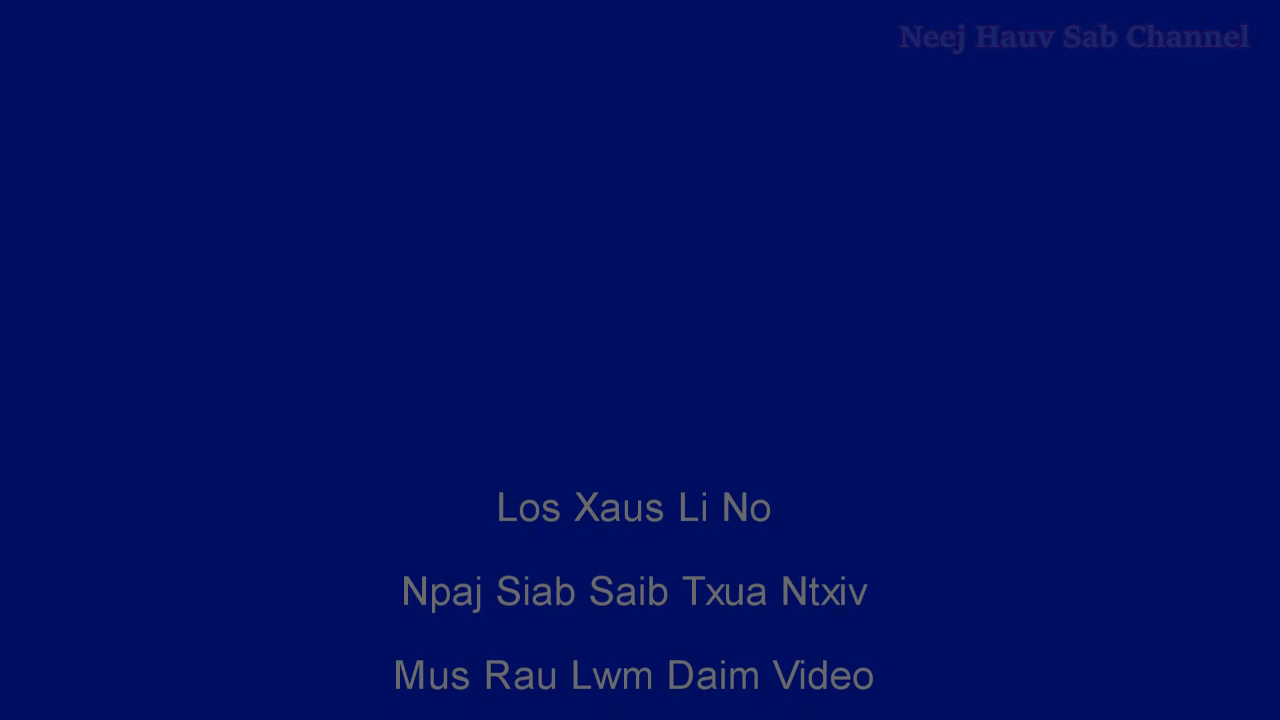 Neej Hauv Sab Channel
Los Xaus Li No
Npaj Siab Saib Txua Ntxiv
Mus Rau Lwm Daim Video